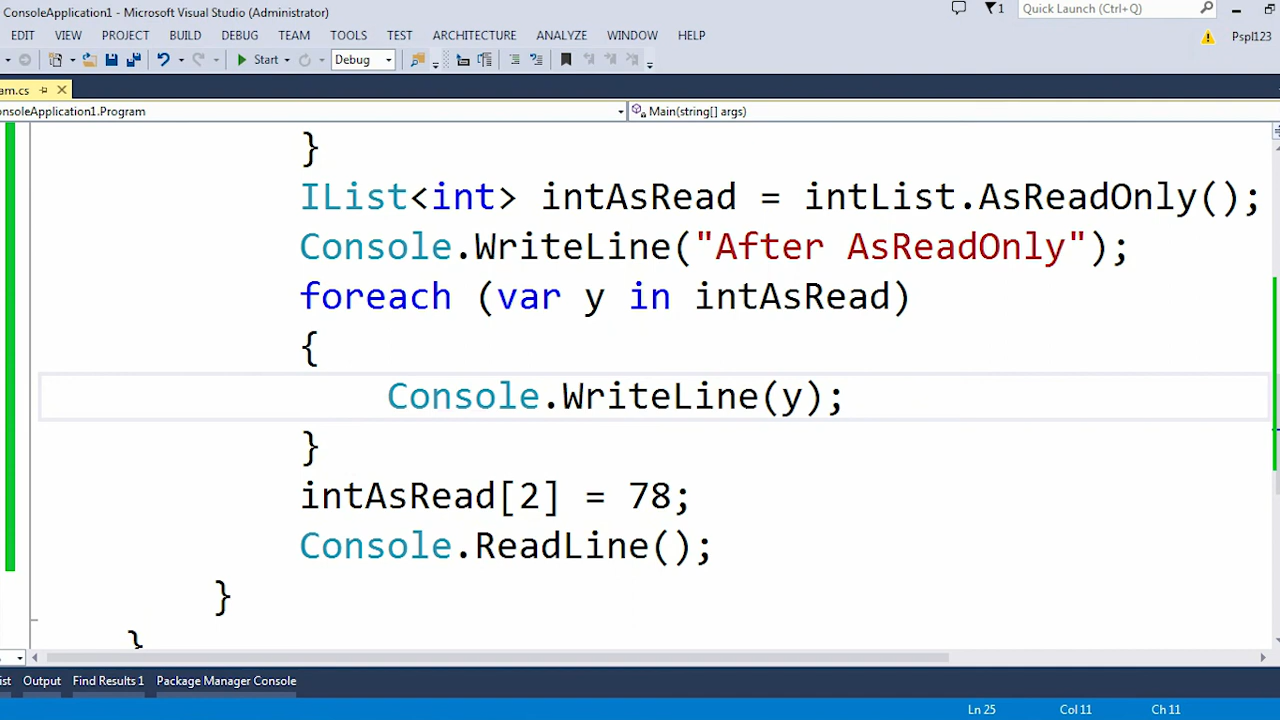 ConsoleApplication1 - Microsoft Visual Studio (Administrator)
1
Quick Launch (Ctrl+Q)
EDIT VIEW PROJECT BUILD DEBUG TEAM TOOLS TEST ARCHITECTURE ANALYZE WINDOW HELP
Pspl123
Start
Debug
am.cs
onsoleApplication1.Program
Main(string[] args)
}
IList<int> intAsRead = intList.AsReadOnly();
Console.WriteLine("After AsReadOnly");
foreach (var y in intAsRead)
{
Console.WriteLine(y);
}
intAsRead[2] = 78;
Console.ReadLine();
}
}
ist Output Find Results 1 Package Manager Console
Ln 25 Col 11 Ch 11